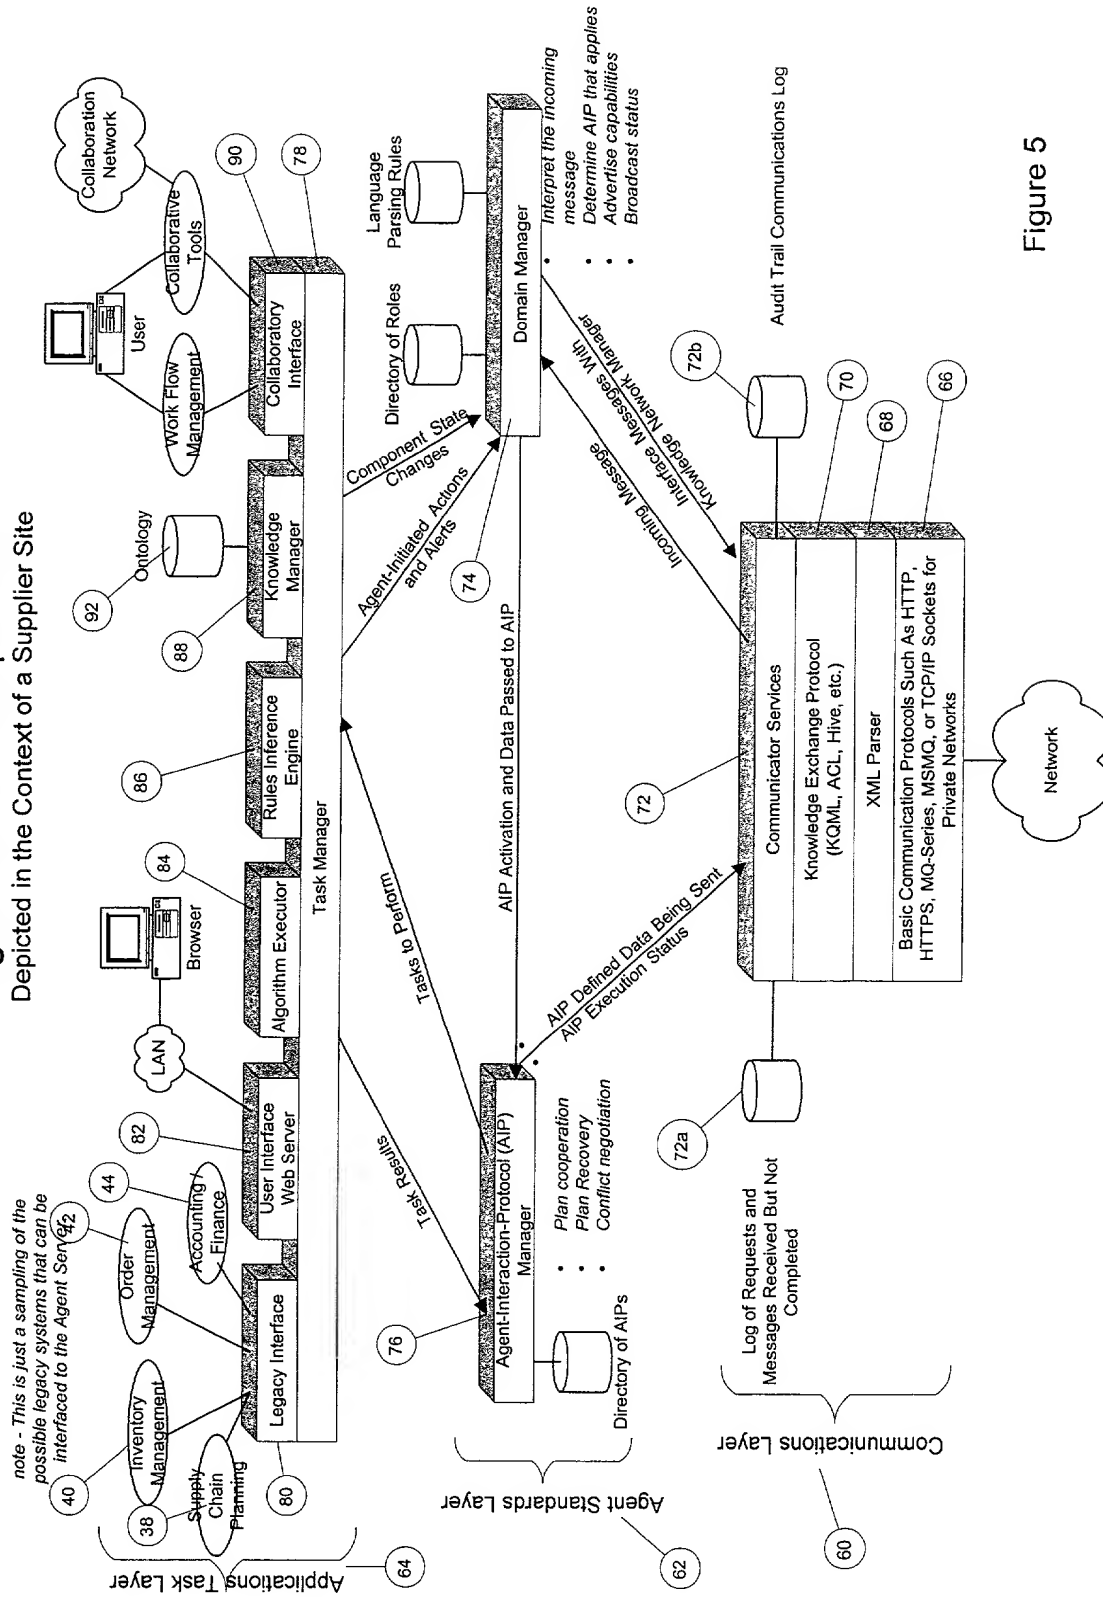 Depicted in the Context of a Supplier Site
note - This is just a sampling of the
possible legacy systems that can be
interfaced to the Agent Server
42
44
40
38
Order
Management
Accounting /
Finance
Inventory
Management
Supply
Chain
Planning
LAN
Browser
Ontology
92
User
Work Flow
Management
Collaborative
Tools
Collaboration
Network
80
82
84
86
88
90
78
Legacy Interface
User Interface
Web Server
Algorithm Executor
Rules Inference
Engine
Knowledge
Manager
Collaboratory
Interface
Task Manager
Applications
Task Layer
64
Task Results
Tasks to Perform
Agent-Initiated Actions
and Alerts
Component State
Changes
Directory of Roles
Language
Parsing Rules
76
Agent-Interaction-Protocol (AIP)
Manager
• Plan cooperation
• Plan Recovery
• Conflict negotiation
Directory of AIPs
AIP Activation and Data Passed to AIP
74
Domain Manager
• Interpret the incoming
message
• Determine AIP that applies
• Advertise capabilities
• Broadcast status
Agent Standards Layer
62
• AIP Defined Data Being Sent
• AIP Execution Status
Incoming Message
Interface Messages With
Knowledge Network Manager
72
72a
72b
Log of Requests and
Messages Received But Not
Completed
Audit Trail Communications Log
Communicator Services
Knowledge Exchange Protocol
(KQML, ACL, Hive, etc.)
70
XML Parser
68
Basic Communication Protocols Such As HTTP,
HTTPS, MQ-Series, MSMQ, or TCP/IP Sockets for
Private Networks
66
Communications Layer
60
Network
Figure 5